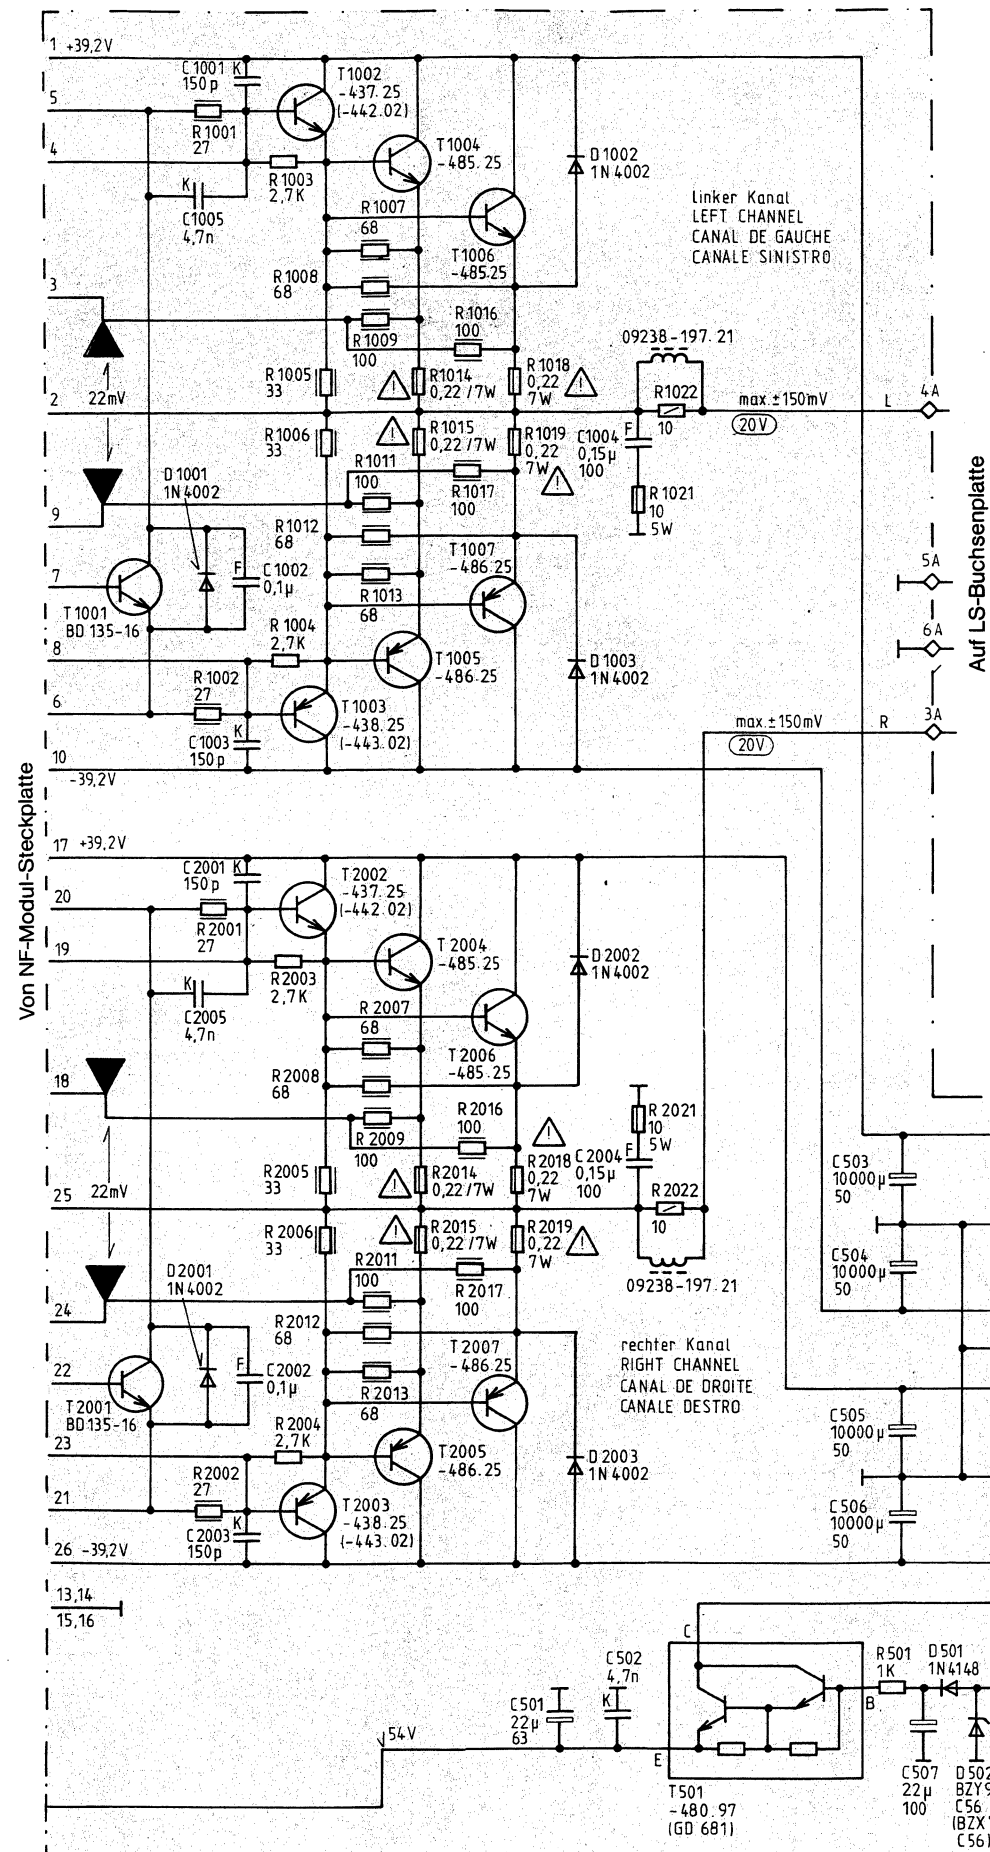 1 +39,2V
C1001 K
150p
T1002
-437.25
(-442.02)
5
R1001
27
4
T1004
-485.25
D1002
1N4002
R1003
2,7K
K
C1005
4,7n
R1007
68
linker Kanal
LEFT CHANNEL
CANAL DE GAUCHE
CANALE SINISTRO
T1006
-485.25
R1008
68
3
R1016
100
R1009
100
09238-197.21
R1005
33
R1014
0,22/7W
R1018
0,22
7W
R1022
10
22mV
2
max.±150mV
20V
L
4A
R1006
33
R1015
0,22/7W
R1019
0,22
7W
F
C1004
0,15µ
100
R1011
100
R1017
100
D1001
1N4002
R1021
10
5W
9
R1012
68
T1007
-486.25
5A
7
F
C1002
0,1µ
R1013
68
T1001
BD135-16
6A
Auf LS-Buchsenplatte
R1004
2,7K
8
T1005
-486.25
D1003
1N4002
R1002
27
6
T1003
-438.25
(-443.02)
K
C1003
150p
max.±150mV
20V
R
3A
10
-39,2V
Von NF-Modul-Steckplatte
17 +39,2V
C2001 K
150p
T2002
-437.25
(-442.02)
20
R2001
27
19
T2004
-485.25
D2002
1N4002
R2003
2,7K
K
C2005
4,7n
R2007
68
T2006
-485.25
R2008
68
18
R2016
100
R2009
100
R2021
10
5W
F
C2004
0,15µ
100
R2005
33
R2014
0,22/7W
R2018
0,22
7W
R2022
10
22mV
25
R2006
33
R2015
0,22/7W
R2019
0,22
7W
R2011
100
R2017
100
09238-197.21
D2001
1N4002
24
R2012
68
T2007
-486.25
rechter Kanal
RIGHT CHANNEL
CANAL DE DROITE
CANALE DESTRO
22
F
C2002
0,1µ
R2013
68
T2001
BD135-16
R2004
2,7K
23
T2005
-486.25
D2003
1N4002
R2002
27
21
T2003
-438.25
(-443.02)
K
C2003
150p
26 -39,2V
C503
10000µ
50
C504
10000µ
50
C505
10000µ
50
C506
10000µ
50
13,14
15,16
C
C502
4,7n
K
C501
22µ
63
54V
E
B
R501
1K
D501
1N4148
T501
-480.97
(GD 681)
C507
22µ
100
D502
BZY9
C56
(BZX
C56)